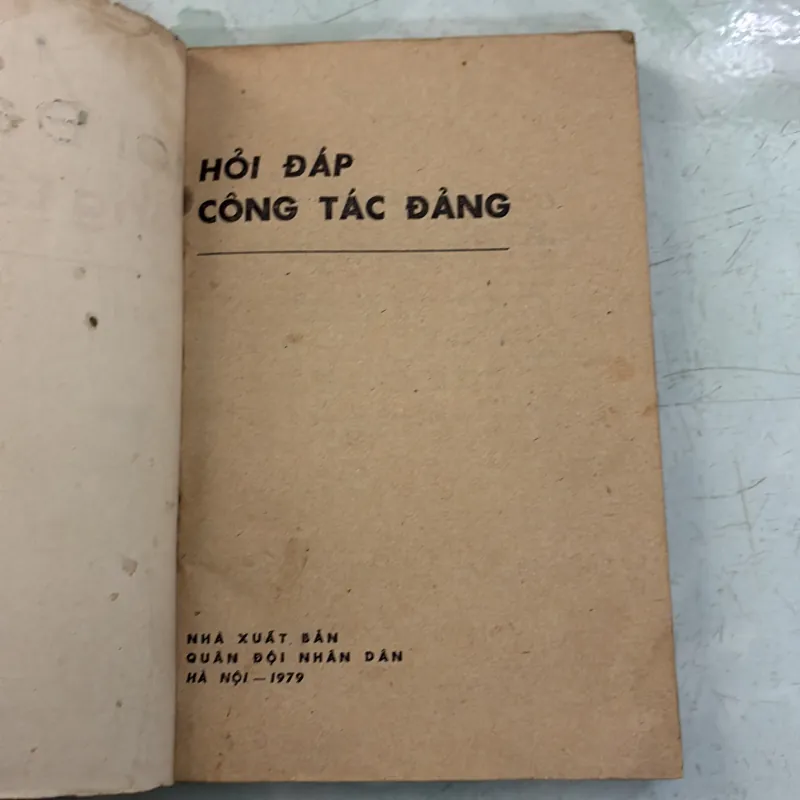 HỎI ĐÁP
CÔNG TÁC ĐẢNG
NHÀ XUẤT BẢN
QUÂN ĐỘI NHÂN DÂN
HÀ NỘI — 1979